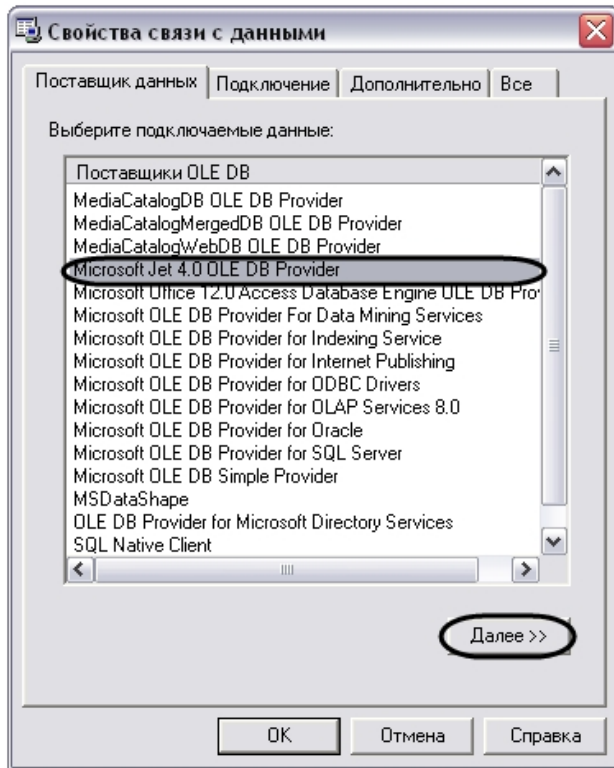 Свойства связи с данными
Поставщик данных Подключение Дополнительно Все
Выберите подключаемые данные:
Поставщики OLE DB
MediaCatalogDB OLE DB Provider
MediaCatalogMergedDB OLE DB Provider
MediaCatalogWebDB OLE DB Provider
Microsoft Jet 4.0 OLE DB Provider
Microsoft Office 12.0 Access Database Engine OLE DB Pro
Microsoft OLE DB Provider For Data Mining Services
Microsoft OLE DB Provider for Indexing Service
Microsoft OLE DB Provider for Internet Publishing
Microsoft OLE DB Provider for ODBC Drivers
Microsoft OLE DB Provider for OLAP Services 8.0
Microsoft OLE DB Provider for Oracle
Microsoft OLE DB Provider for SQL Server
Microsoft OLE DB Simple Provider
MSDataShape
OLE DB Provider for Microsoft Directory Services
SQL Native Client
Далее >>
OK Отмена Справка